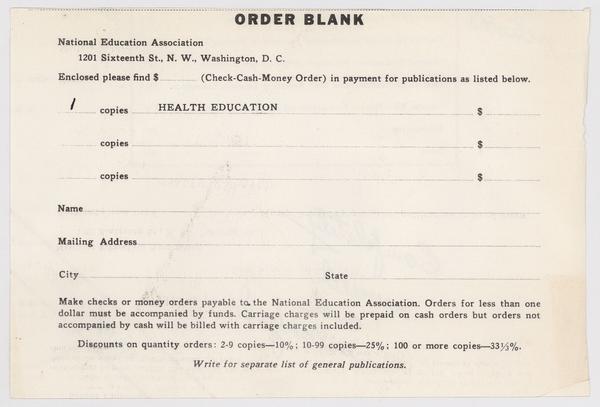 ORDER BLANK
National Education Association
1201 Sixteenth St., N. W., Washington, D. C.
Enclosed please find $ (Check-Cash-Money Order) in payment for publications as listed below.
1 copies HEALTH EDUCATION $
copies $
copies $
Name
Mailing Address
City State
Make checks or money orders payable to the National Education Association. Orders for less than one
dollar must be accompanied by funds. Carriage charges will be prepaid on cash orders but orders not
accompanied by cash will be billed with carriage charges included.
Discounts on quantity orders: 2-9 copies—10%; 10-99 copies—25%; 100 or more copies—33⅓%.
Write for separate list of general publications.